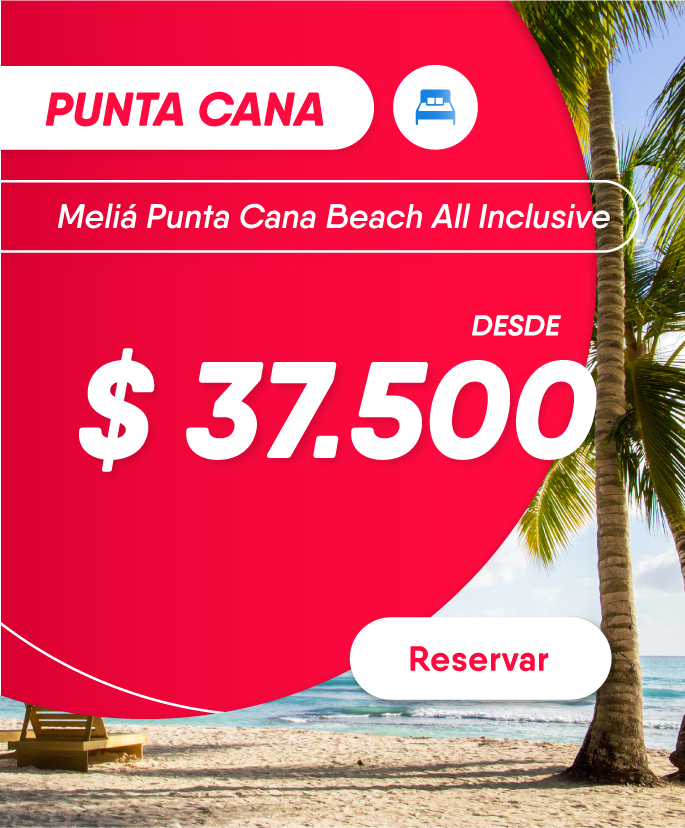 PUNTA CANA
Meliá Punta Cana Beach All Inclusive
DESDE
$ 37.500
Reservar